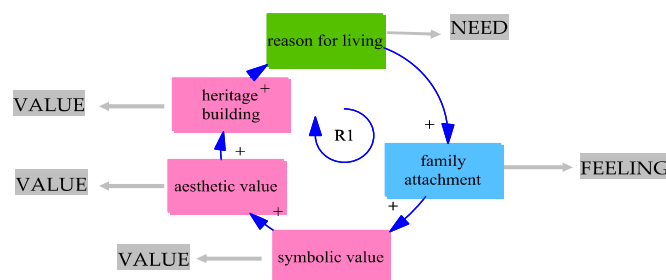 reason for living
NEED
heritage
building
+
VALUE
+
R1
+
family
attachment
FEELING
aesthetic value
VALUE
+
+
symbolic value
VALUE